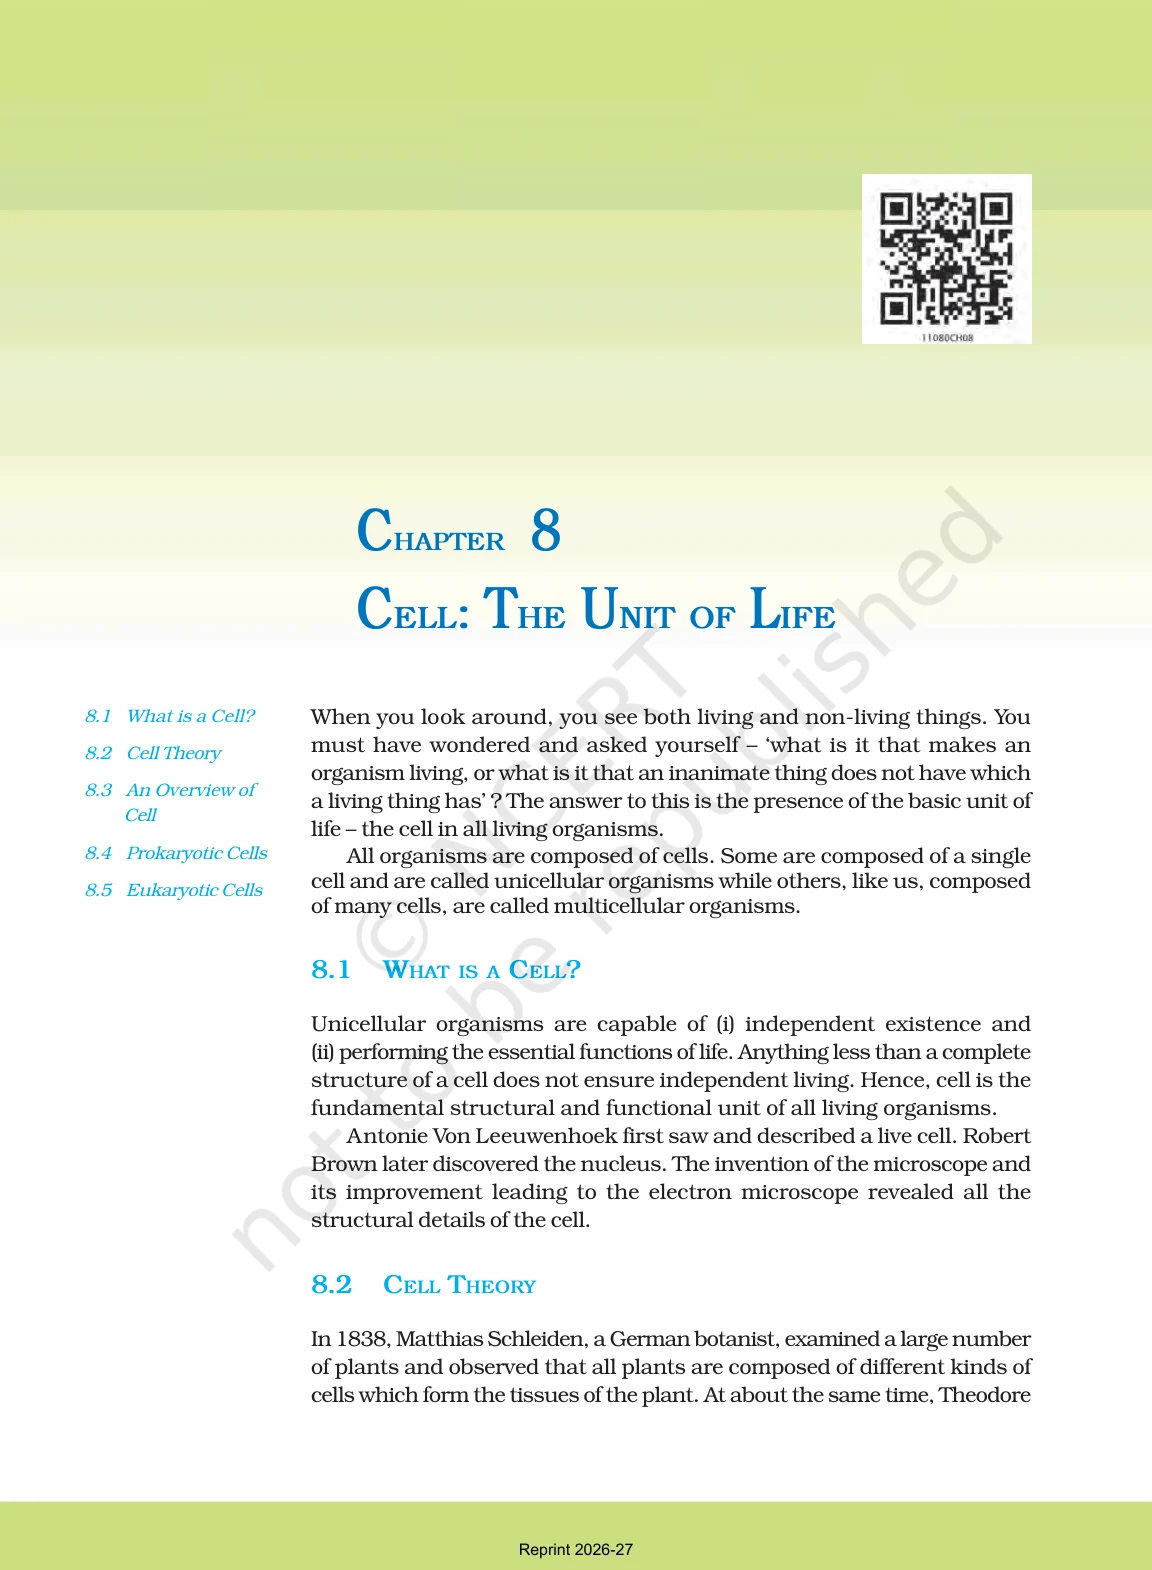 11080CH08
CHAPTER 8
CELL: THE UNIT OF LIFE
8.1 What is a Cell?
8.2 Cell Theory
8.3 An Overview of
Cell
8.4 Prokaryotic Cells
8.5 Eukaryotic Cells
When you look around, you see both living and non-living things. You
must have wondered and asked yourself – ‘what is it that makes an
organism living, or what is it that an inanimate thing does not have which
a living thing has’ ? The answer to this is the presence of the basic unit of
life – the cell in all living organisms.
All organisms are composed of cells. Some are composed of a single
cell and are called unicellular organisms while others, like us, composed
of many cells, are called multicellular organisms.
8.1 WHAT IS A CELL?
Unicellular organisms are capable of (i) independent existence and
(ii) performing the essential functions of life. Anything less than a complete
structure of a cell does not ensure independent living. Hence, cell is the
fundamental structural and functional unit of all living organisms.
Antonie Von Leeuwenhoek first saw and described a live cell. Robert
Brown later discovered the nucleus. The invention of the microscope and
its improvement leading to the electron microscope revealed all the
structural details of the cell.
8.2 CELL THEORY
In 1838, Matthias Schleiden, a German botanist, examined a large number
of plants and observed that all plants are composed of different kinds of
cells which form the tissues of the plant. At about the same time, Theodore
© NCERT
not to be republished
Reprint 2026-27